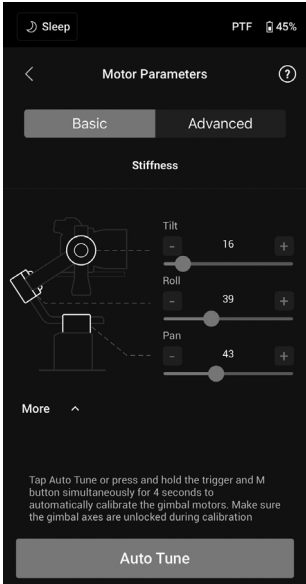 Sleep PTF 45%
Motor Parameters ?
Basic Advanced
Stiffness
Tilt
- 16 +
Roll
- 39 +
Pan
- 43 +
More
Tap Auto Tune or press and hold the trigger and M
button simultaneously for 4 seconds to
automatically calibrate the gimbal motors. Make sure
the gimbal axes are unlocked during calibration
Auto Tune